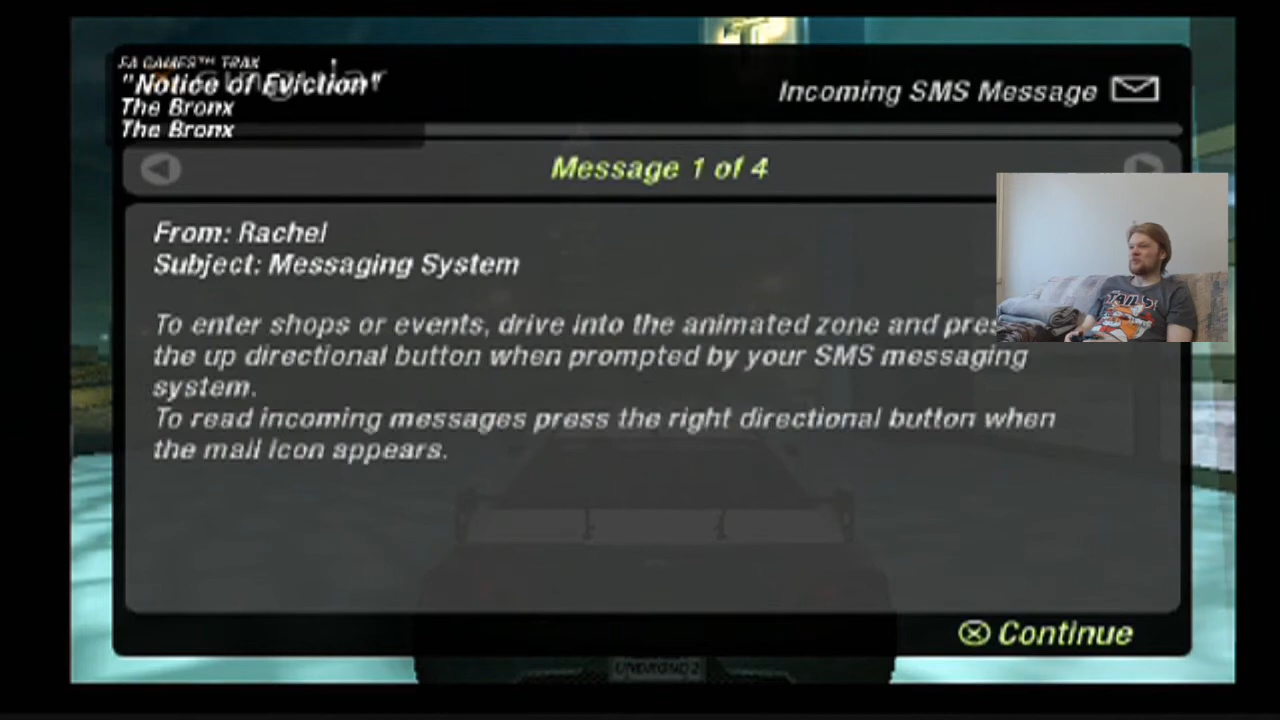 EA GAMES™ TRAX
"Notice of Eviction"
The Bronx
The Bronx
Incoming SMS Message
Message 1 of 4
From: Rachel
Subject: Messaging System
To enter shops or events, drive into the animated zone and pres
the up directional button when prompted by your SMS messaging
system.
To read incoming messages press the right directional button when
the mail icon appears.
Continue